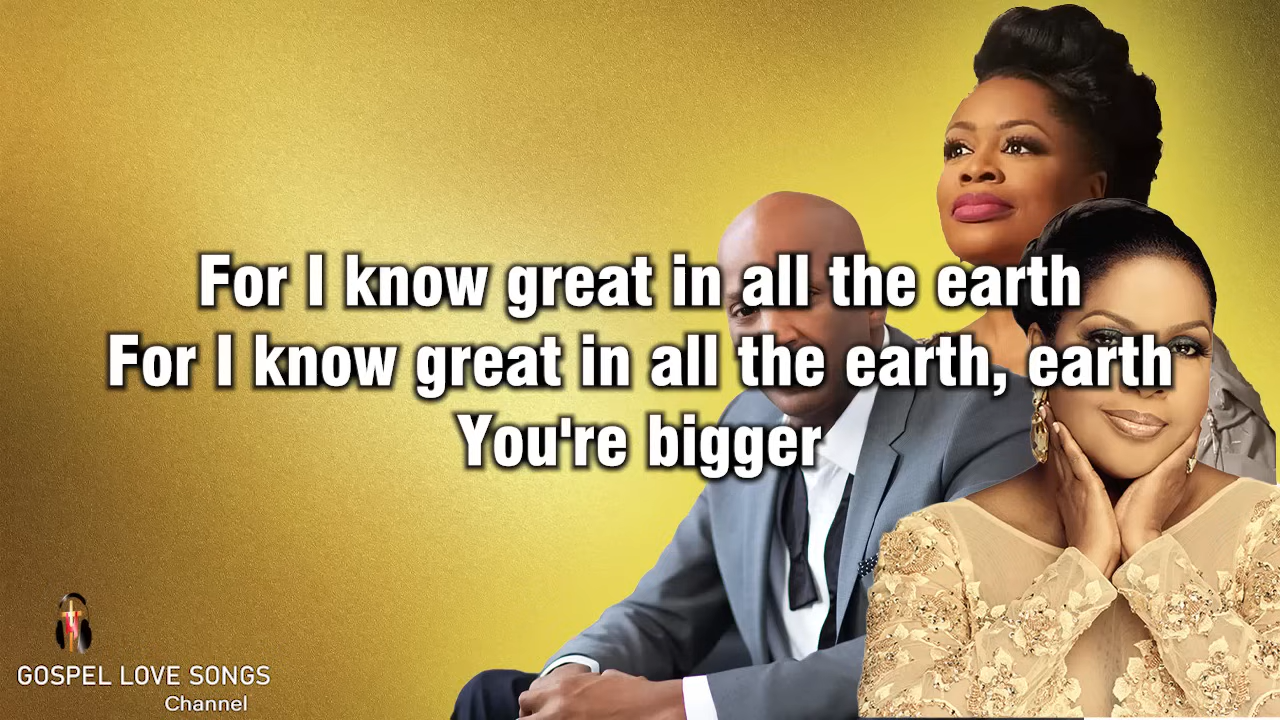 For I know great in all the earth
For I know great in all the earth, earth
You're bigger
GOSPEL LOVE SONGS
Channel